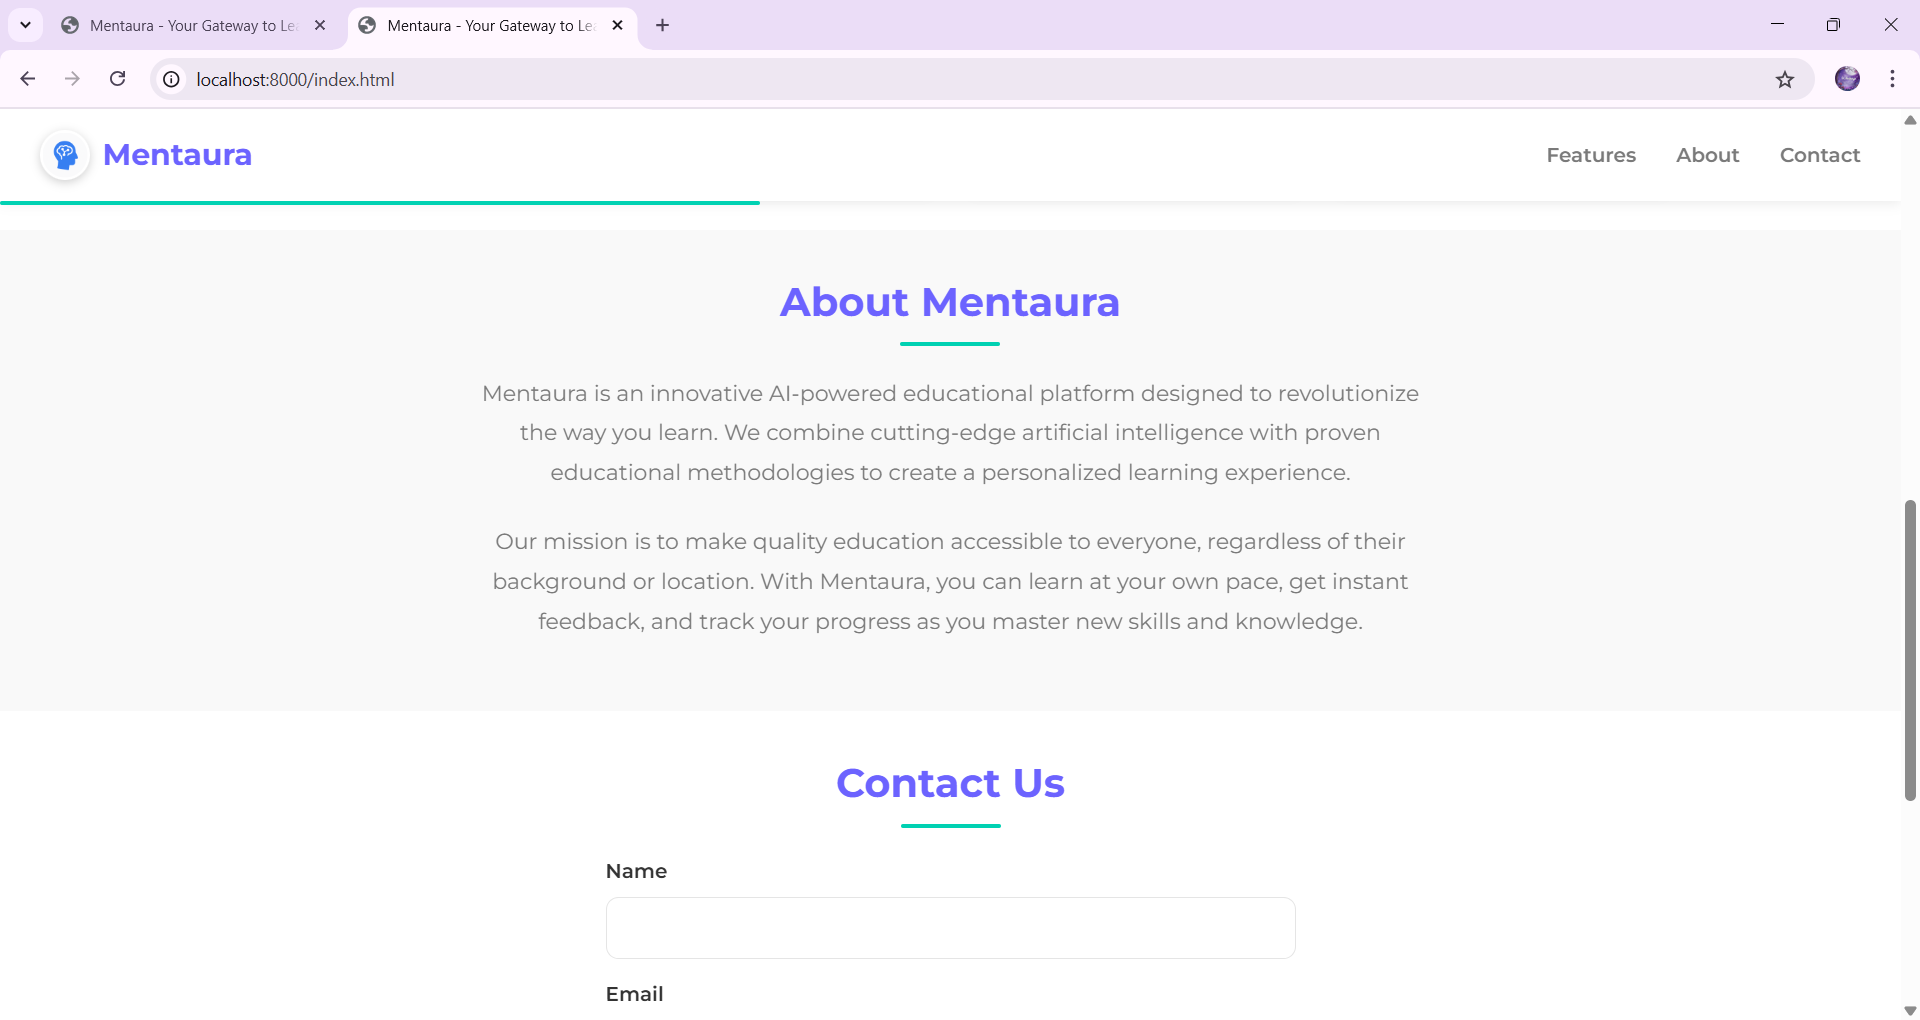 Mentaura - Your Gateway to Le
Mentaura - Your Gateway to Le
localhost:8000/index.html
Mentaura
Features
About
Contact
About Mentaura
Mentaura is an innovative AI-powered educational platform designed to revolutionize
the way you learn. We combine cutting-edge artificial intelligence with proven
educational methodologies to create a personalized learning experience.
Our mission is to make quality education accessible to everyone, regardless of their
background or location. With Mentaura, you can learn at your own pace, get instant
feedback, and track your progress as you master new skills and knowledge.
Contact Us
Name
Email